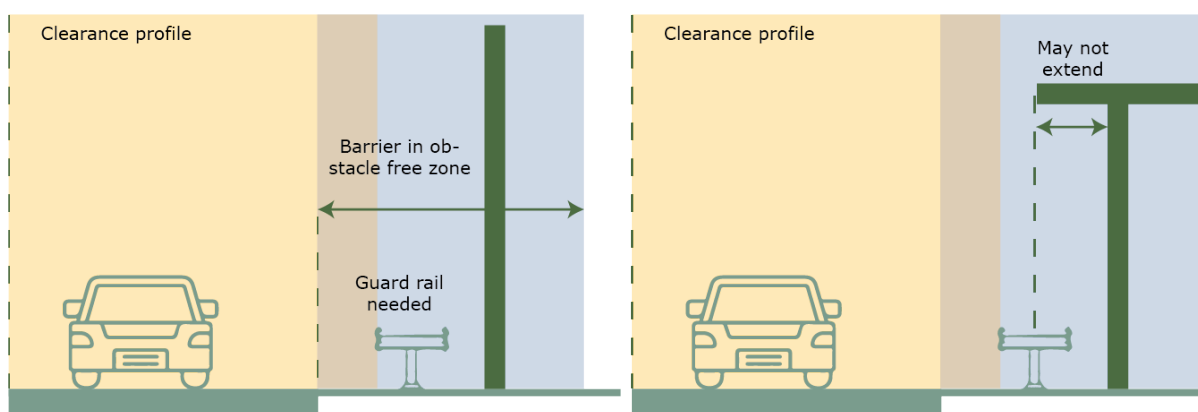 Clearance profile
Barrier in ob-
stacle free zone
Guard rail
needed
Clearance profile
May not
extend